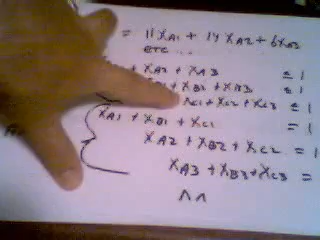 = 11XA1 + 14XA2 + 6XA3
ETC...
+ XA2 + XA3 ≤ 1
+ XB2 + XB3 ≤ 1
XC1 + XC2 + XC3 ≤ 1
XA1 + XB1 + XC1 = 1
XA2 + XB2 + XC2 = 1
XA3 + XB3 + XC3 =